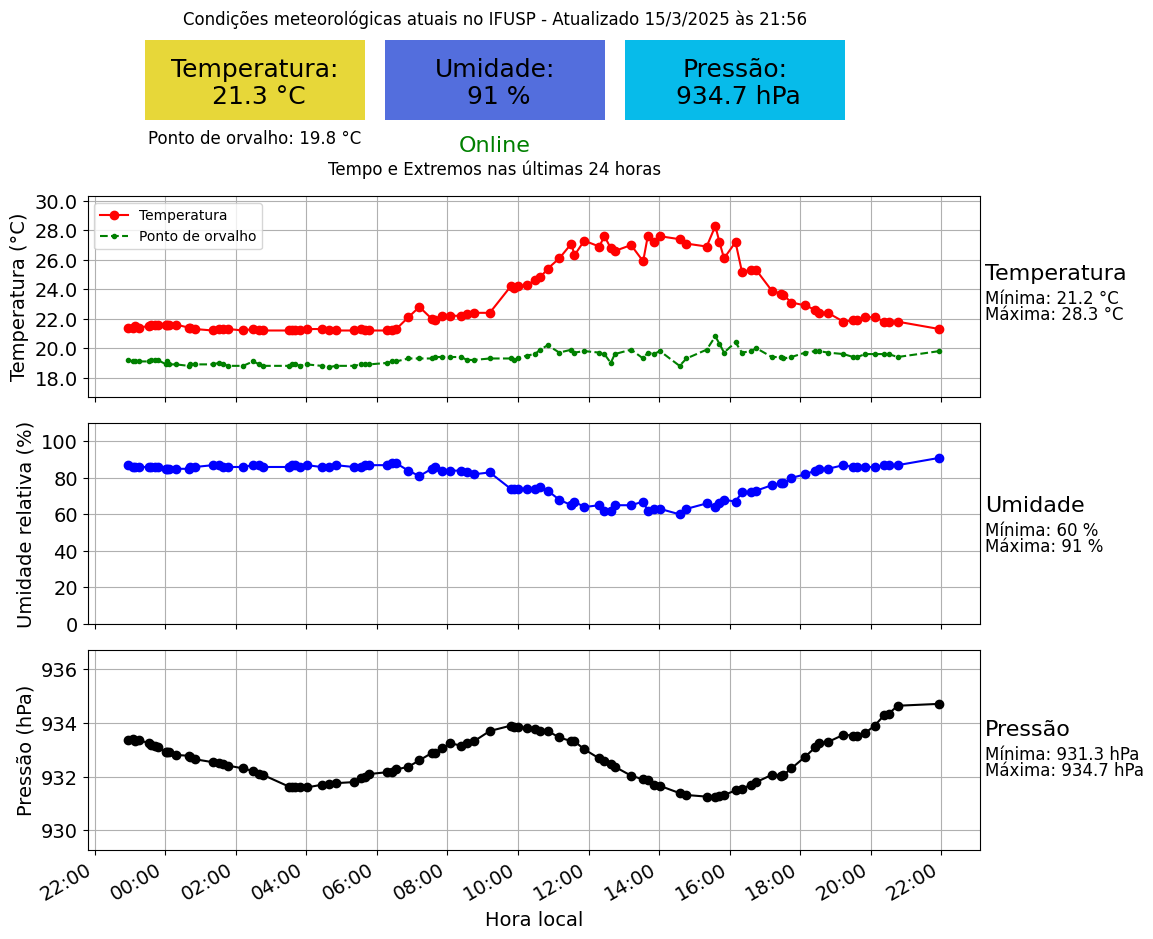 Condições meteorológicas atuais no IFUSP - Atualizado 15/3/2025 às 21:56
Temperatura:
21.3 °C
Umidade:
91 %
Pressão:
934.7 hPa
Ponto de orvalho: 19.8 °C
Online
Tempo e Extremos nas últimas 24 horas
Temperatura (°C)
30.0
28.0
26.0
24.0
22.0
20.0
18.0
Temperatura
Ponto de orvalho
Temperatura
Mínima: 21.2 °C
Máxima: 28.3 °C
Umidade relativa (%)
100
80
60
40
20
0
Umidade
Mínima: 60 %
Máxima: 91 %
Pressão (hPa)
936
934
932
930
Pressão
Mínima: 931.3 hPa
Máxima: 934.7 hPa
22:00
00:00
02:00
04:00
06:00
08:00
10:00
12:00
14:00
16:00
18:00
20:00
22:00
Hora local